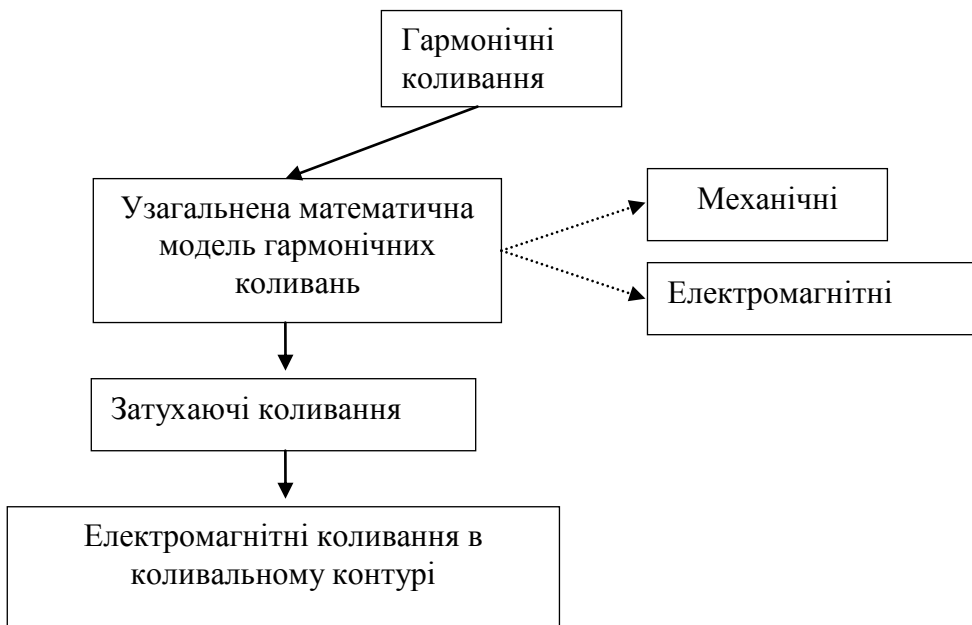 Гармонічні
коливання
Узагальнена математична
модель гармонічних
коливань
Механічні
Електромагнітні
Затухаючі коливання
Електромагнітні коливання в
коливальному контурі